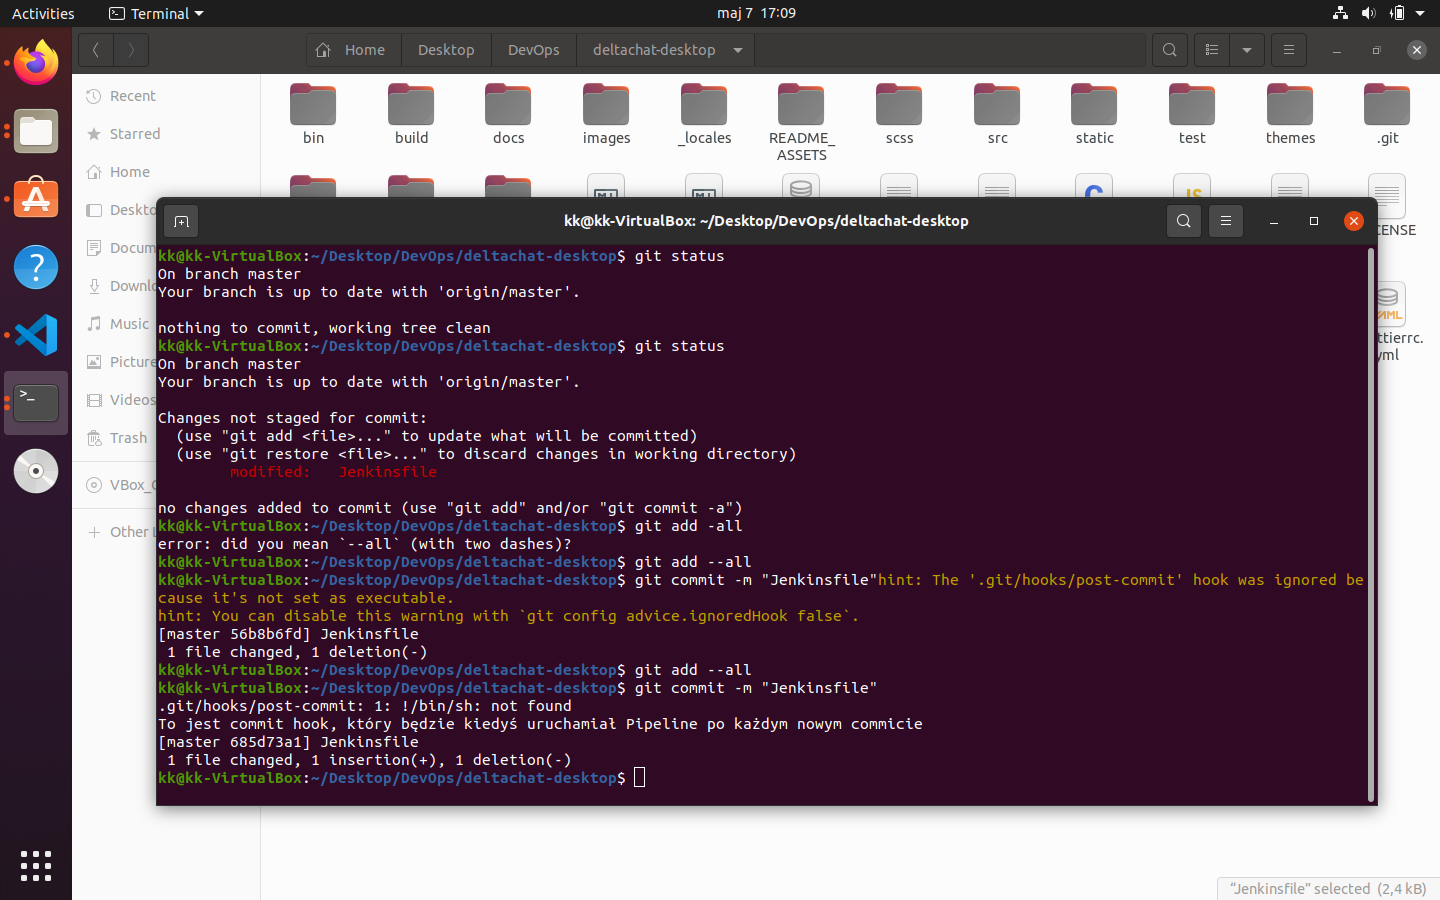 Activities
Terminal
maj 7 17:09
Home
Desktop
DevOps
deltachat-desktop
Recent
Starred
Home
Deskto
Docum
Downlo
Music
Picture
Videos
Trash
VBox_
Other
bin
build
docs
images
_locales
README_
ASSETS
scss
src
static
test
themes
.git
CENSE
YAML
ttierrc.
yml
kk@kk-VirtualBox: ~/Desktop/DevOps/deltachat-desktop
kk@kk-VirtualBox:~/Desktop/DevOps/deltachat-desktop$ git status
On branch master
Your branch is up to date with 'origin/master'.
nothing to commit, working tree clean
kk@kk-VirtualBox:~/Desktop/DevOps/deltachat-desktop$ git status
On branch master
Your branch is up to date with 'origin/master'.
Changes not staged for commit:
(use "git add <file>..." to update what will be committed)
(use "git restore <file>..." to discard changes in working directory)
modified: Jenkinsfile
no changes added to commit (use "git add" and/or "git commit -a")
kk@kk-VirtualBox:~/Desktop/DevOps/deltachat-desktop$ git add -all
error: did you mean `--all` (with two dashes)?
kk@kk-VirtualBox:~/Desktop/DevOps/deltachat-desktop$ git add --all
kk@kk-VirtualBox:~/Desktop/DevOps/deltachat-desktop$ git commit -m "Jenkinsfile"hint: The '.git/hooks/post-commit' hook was ignored be
cause it's not set as executable.
hint: You can disable this warning with `git config advice.ignoredHook false`.
[master 56b8b6fd] Jenkinsfile
1 file changed, 1 deletion(-)
kk@kk-VirtualBox:~/Desktop/DevOps/deltachat-desktop$ git add --all
kk@kk-VirtualBox:~/Desktop/DevOps/deltachat-desktop$ git commit -m "Jenkinsfile"
.git/hooks/post-commit: 1: !/bin/sh: not found
To jest commit hook, który będzie kiedyś uruchamiał Pipeline po każdym nowym commicie
[master 685d73a1] Jenkinsfile
1 file changed, 1 insertion(+), 1 deletion(-)
kk@kk-VirtualBox:~/Desktop/DevOps/deltachat-desktop$
"Jenkinsfile" selected (2,4 kB)